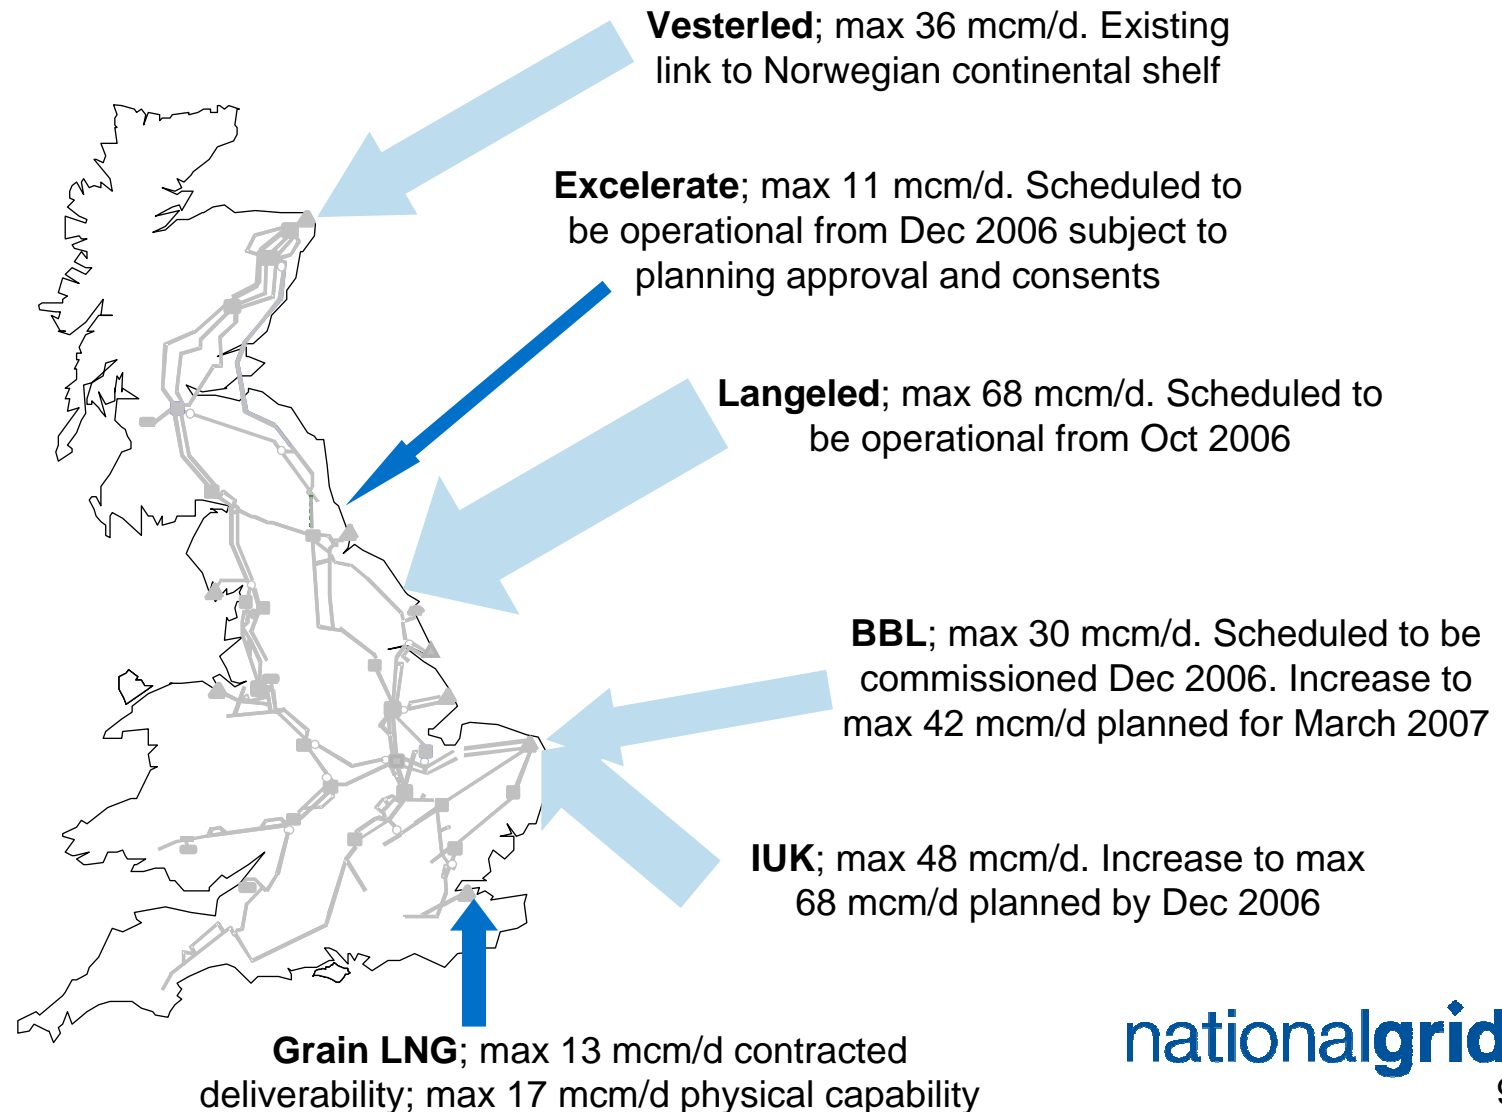 Vesterled; max 36 mcm/d. Existing
link to Norwegian continental shelf
Excelerate; max 11 mcm/d. Scheduled to
be operational from Dec 2006 subject to
planning approval and consents
Langeled; max 68 mcm/d. Scheduled to
be operational from Oct 2006
BBL; max 30 mcm/d. Scheduled to be
commissioned Dec 2006. Increase to
max 42 mcm/d planned for March 2007
IUK; max 48 mcm/d. Increase to max
68 mcm/d planned by Dec 2006
Grain LNG; max 13 mcm/d contracted
deliverability; max 17 mcm/d physical capability
nationalgrid